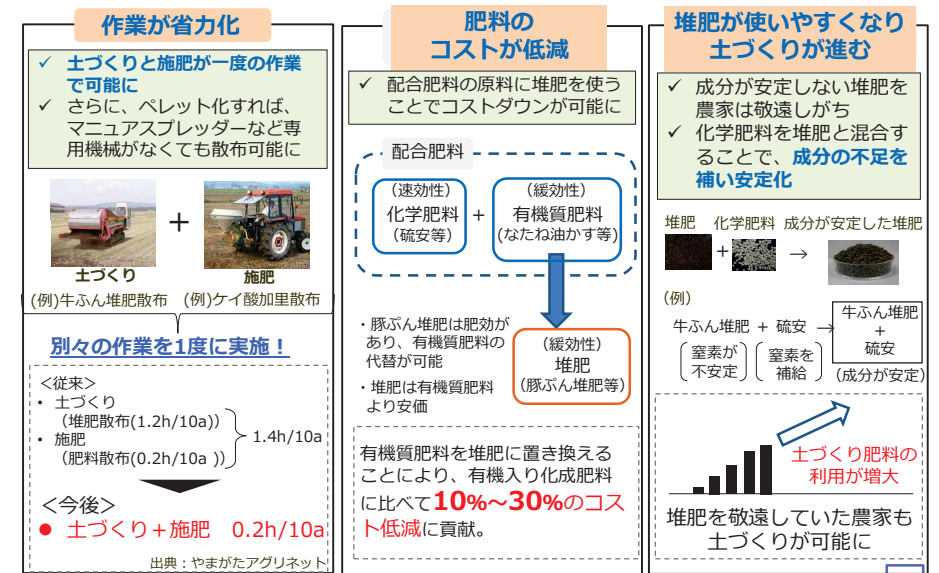 作業が省力化
✓ 土づくりと施肥が一度の作業
で可能に
✓ さらに、ペレット化すれば、
マニュアスプレッダーなど専
用機械がなくても散布可能に
+
土づくり
施肥
(例)牛ふん堆肥散布
(例)ケイ酸加里散布
別々の作業を1度に実施！
＜従来＞
・ 土づくり
（堆肥散布(1.2h/10a)）
・ 施肥
（肥料散布(0.2h/10a ))
1.4h/10a
＜今後＞
● 土づくり＋施肥 0.2h/10a
出典：やまがたアグリネット
肥料の
コストが低減
✓ 配合肥料の原料に堆肥を使う
ことでコストダウンが可能に
配合肥料
（速効性）
化学肥料
（硫安等）
+
（緩効性）
有機質肥料
(なたね油かす等)
・豚ぷん堆肥は肥効が
あり、有機質肥料の
代替が可能
・堆肥は有機質肥料
より安価
（緩効性）
堆肥
（豚ぷん堆肥等）
有機質肥料を堆肥に置き換える
ことにより、有機入り化成肥料
に比べて10%～30%のコス
ト低減に貢献。
堆肥が使いやすくなり
土づくりが進む
✓ 成分が安定しない堆肥を
農家は敬遠しがち
✓ 化学肥料を堆肥と混合す
ることで、成分の不足を
補い安定化
堆肥 化学肥料 成分が安定した堆肥
+ →
（例）
牛ふん堆肥 + 硫安 →
窒素が
不安定
窒素を
補給
牛ふん堆肥
+
硫安
（成分が安定）
土づくり肥料の
利用が増大
堆肥を敬遠していた農家も
土づくりが可能に